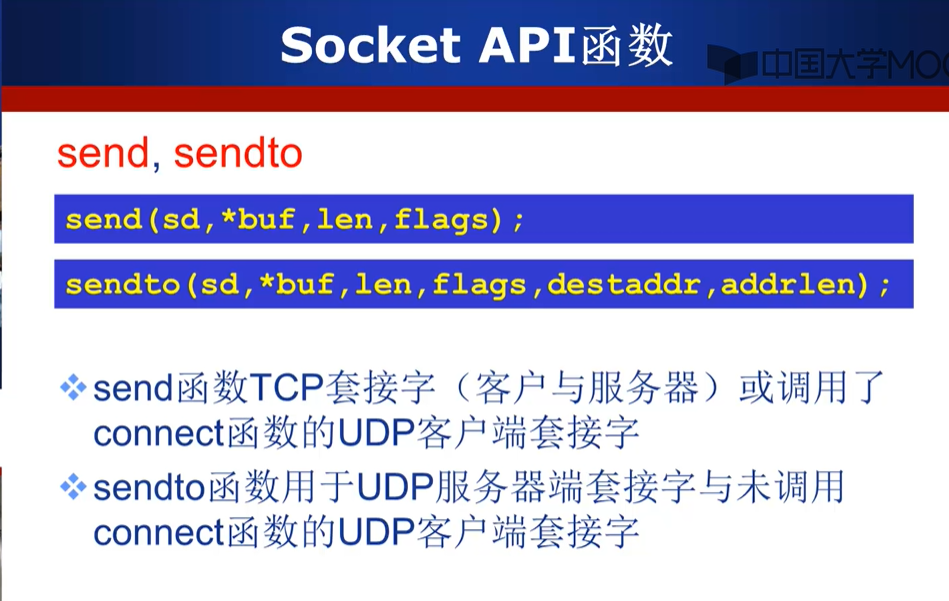 Socket API函数
中国大学MOO
send, sendto
send(sd,*buf,len,flags);
sendto(sd,*buf,len,flags,destaddr,addrlen);
send函数TCP套接字（客户与服务器）或调用了
connect函数的UDP客户端套接字
sendto函数用于UDP服务器端套接字与未调用
connect函数的UDP客户端套接字